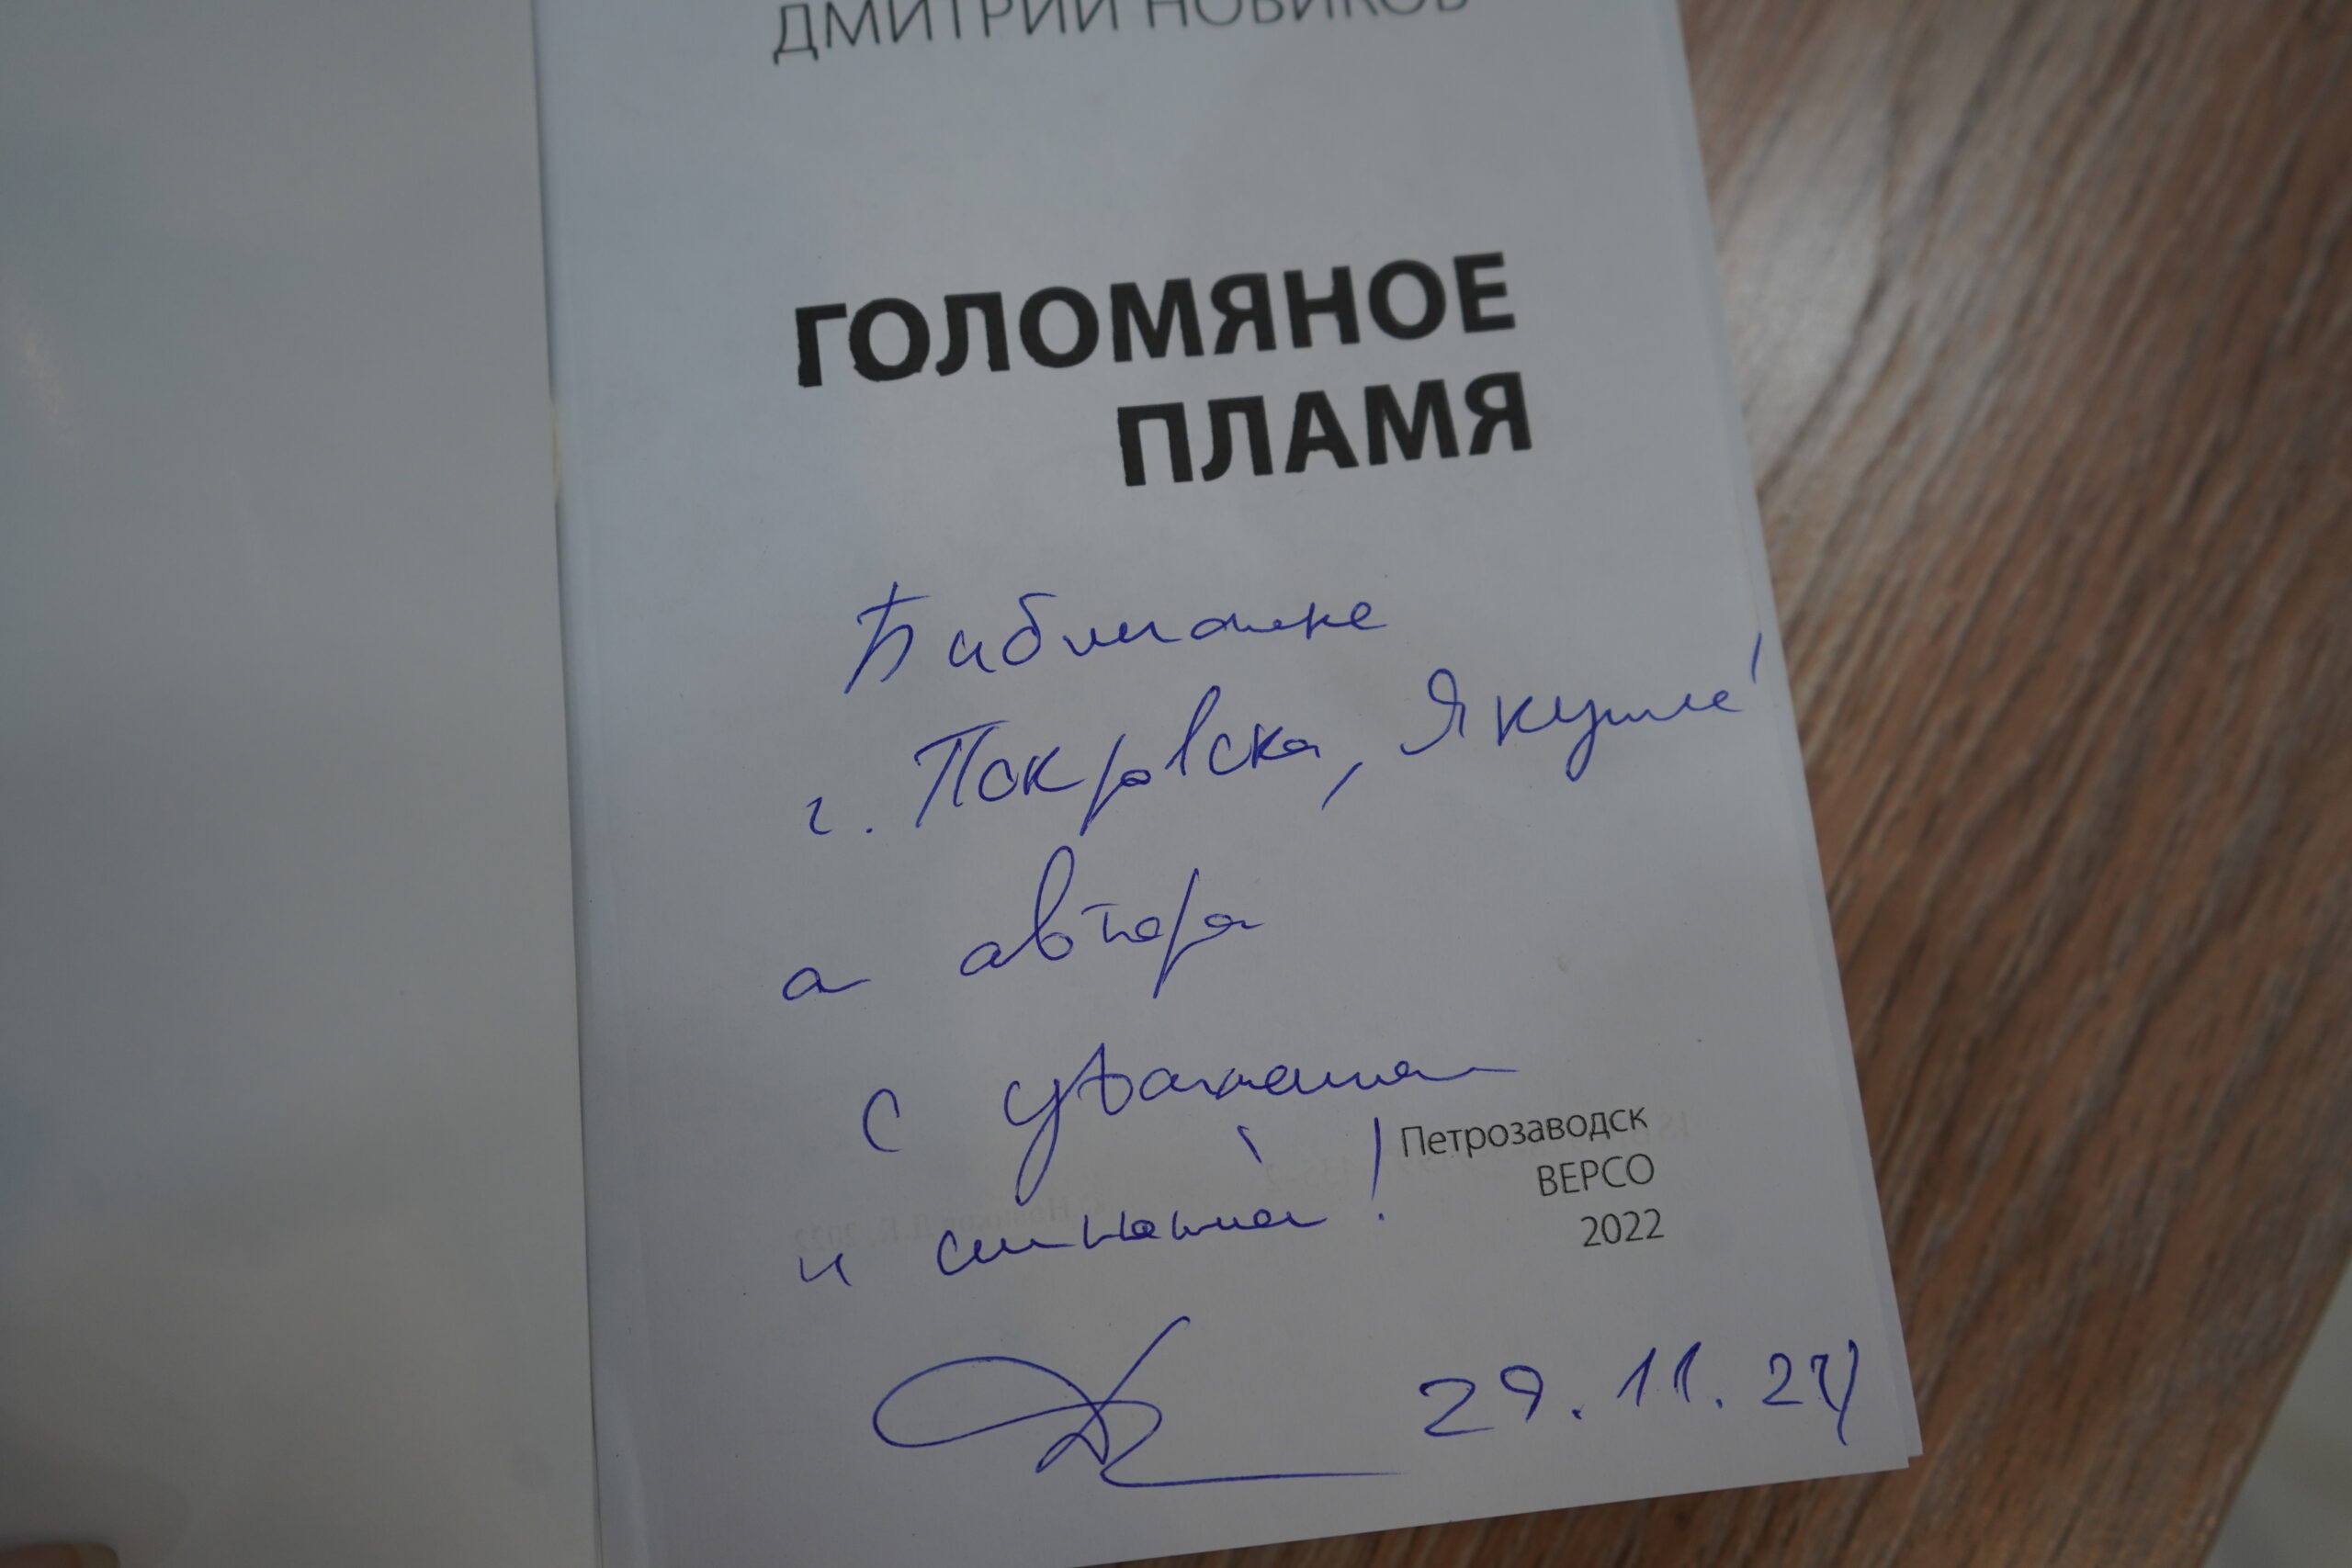 ДМИТРИЙ НОВИКОВ
ГОЛОМЯНОЕ
ПЛАМЯ
Библиотеке
г. Покровска, Якутия
от автора
с уважением
и симпатией!
Петрозаводск
ВЕРСО
2022
29.11.24